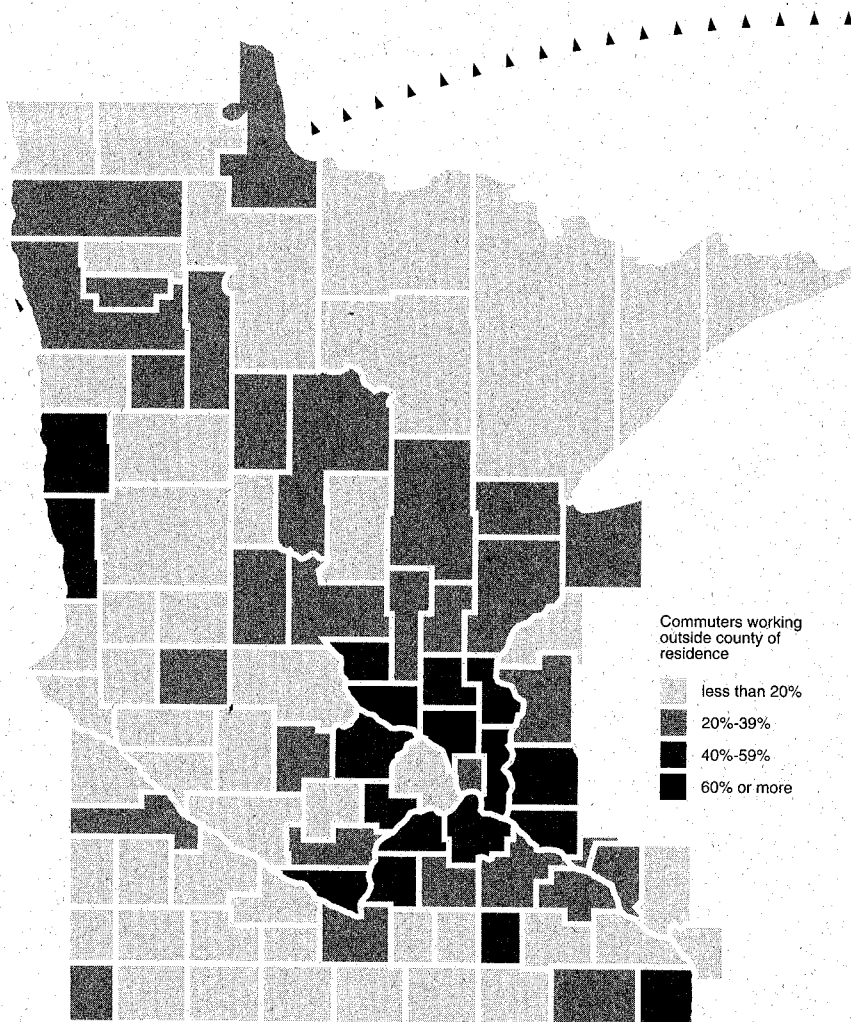 Commuters working
outside county of
residence
less than 20%
20%-39%
40%-59%
60% or more